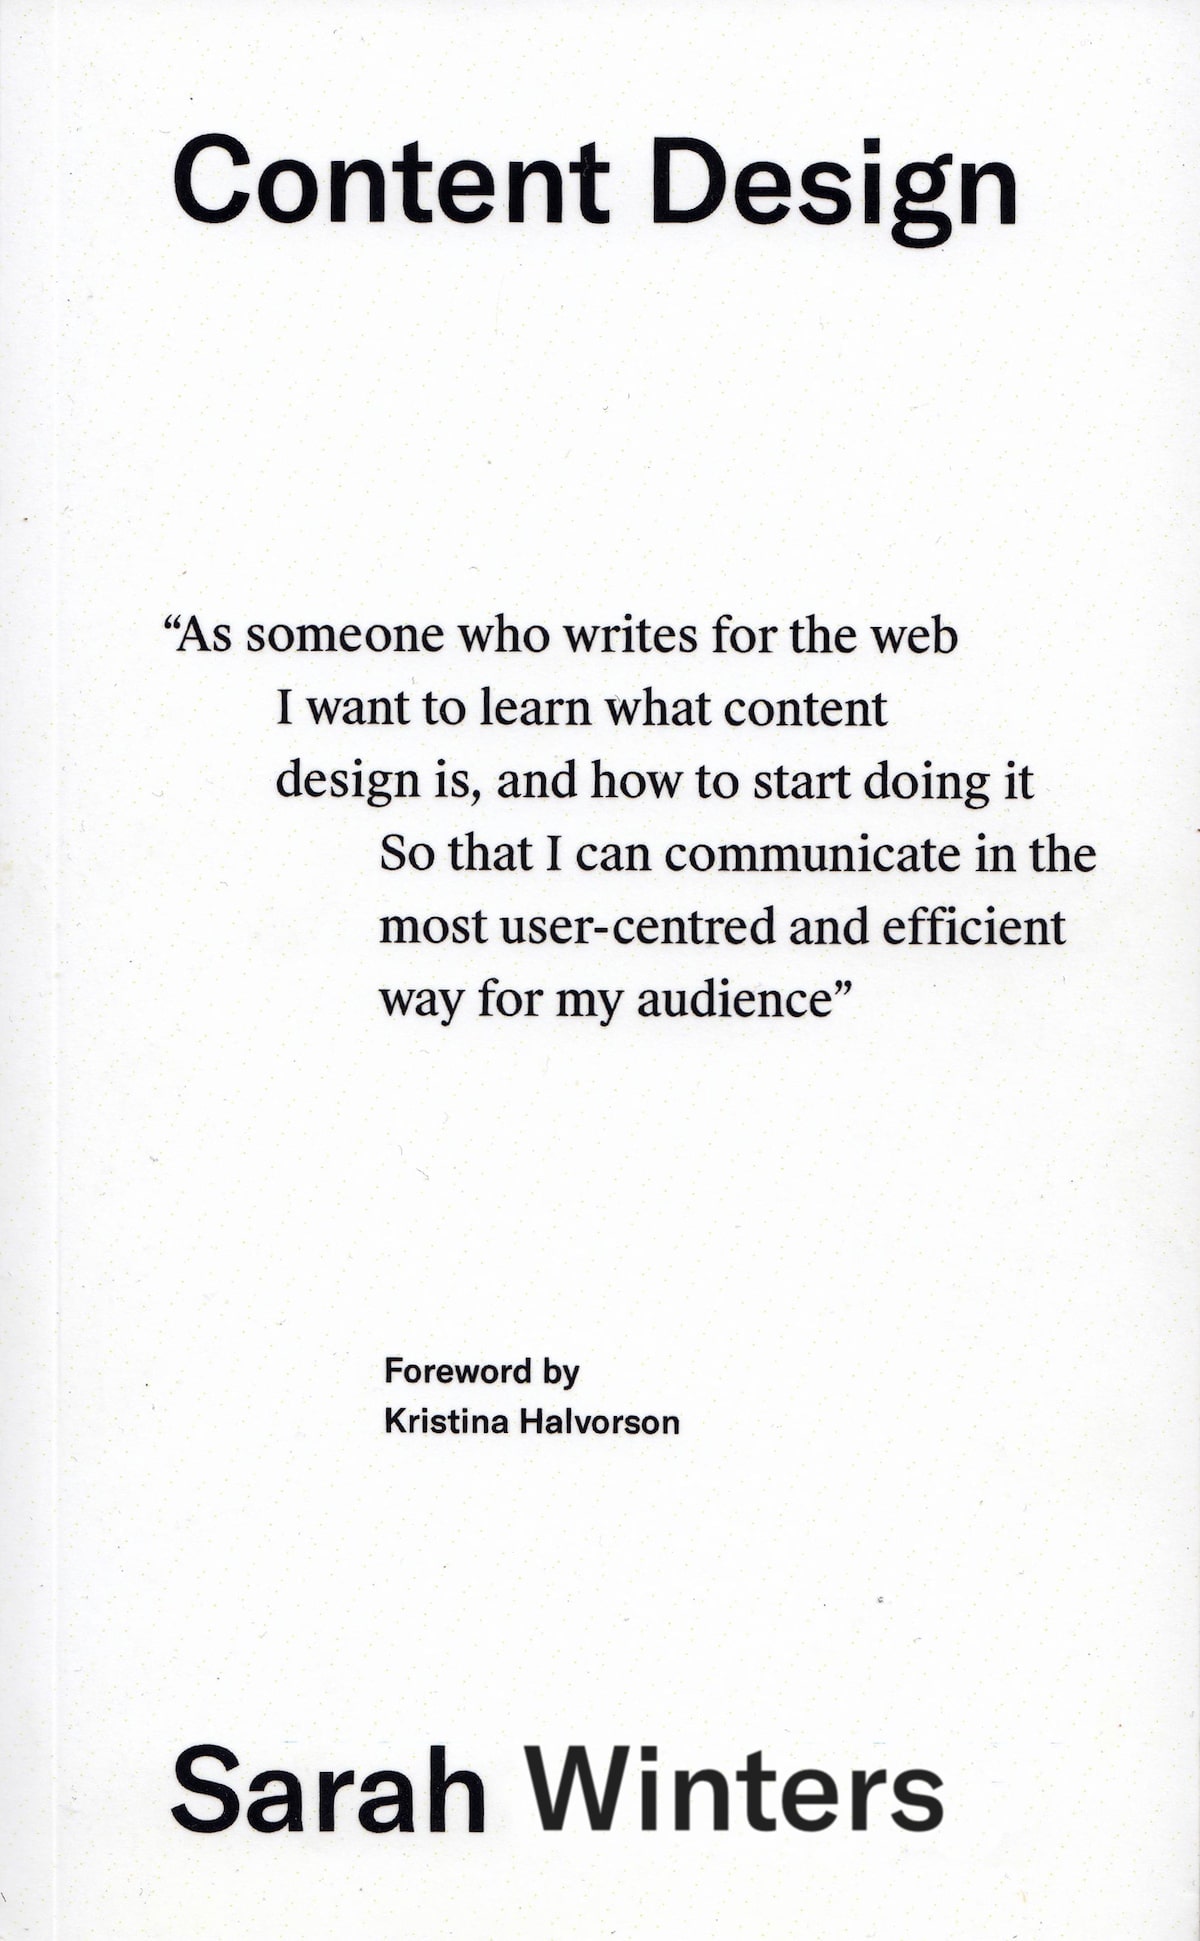 Content Design
“As someone who writes for the web
I want to learn what content
design is, and how to start doing it
So that I can communicate in the
most user-centred and efficient
way for my audience”
Foreword by
Kristina Halvorson
Sarah Winters